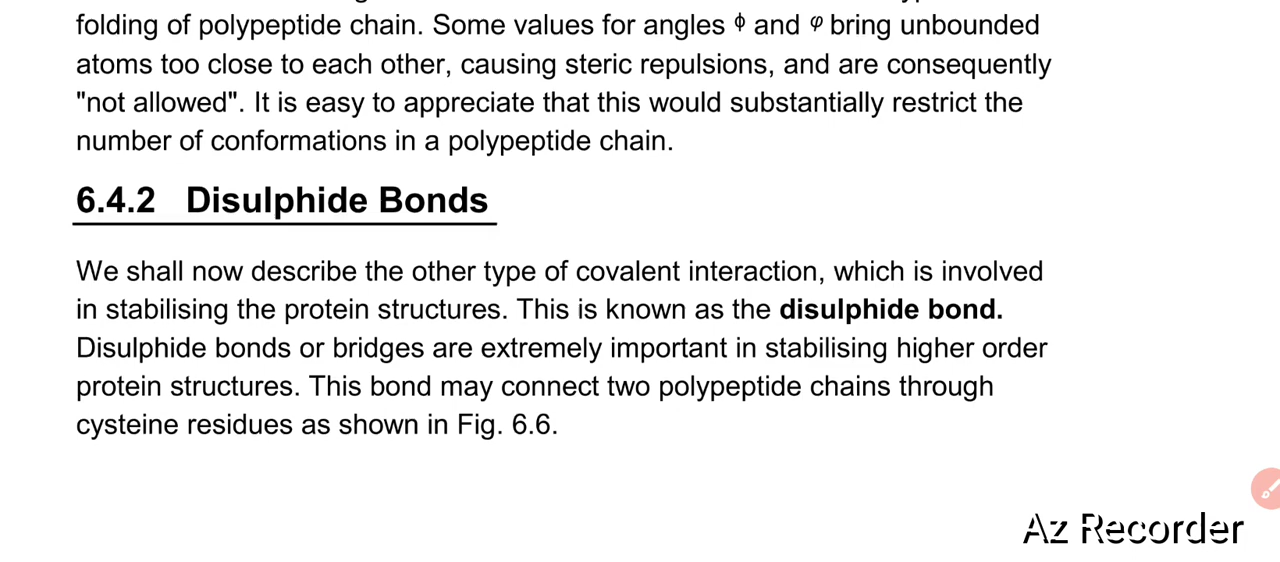 folding of polypeptide chain. Some values for angles ϕ and φ bring unbounded
atoms too close to each other, causing steric repulsions, and are consequently
"not allowed". It is easy to appreciate that this would substantially restrict the
number of conformations in a polypeptide chain.
6.4.2 Disulphide Bonds
We shall now describe the other type of covalent interaction, which is involved
in stabilising the protein structures. This is known as the disulphide bond.
Disulphide bonds or bridges are extremely important in stabilising higher order
protein structures. This bond may connect two polypeptide chains through
cysteine residues as shown in Fig. 6.6.
Az Recorder